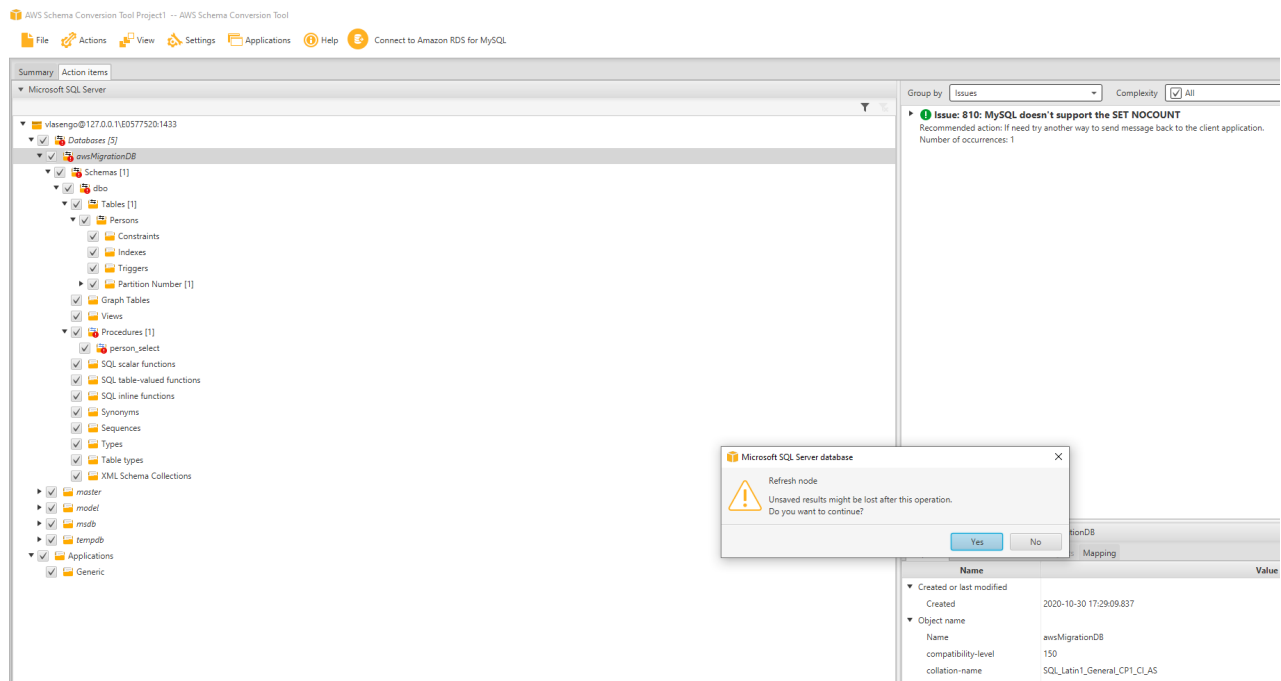 AWS Schema Conversion Tool Project1 -- AWS Schema Conversion Tool
File Actions View Settings Applications Help Connect to Amazon RDS for MySQL
Summary Action items
Microsoft SQL Server
vlasengo@127.0.0.1\E0577520:1433
Databases [5]
awsMigrationDB
Schemas [1]
dbo
Tables [1]
Persons
Constraints
Indexes
Triggers
Partition Number [1]
Graph Tables
Views
Procedures [1]
person_select
SQL scalar functions
SQL table-valued functions
SQL inline functions
Synonyms
Sequences
Types
Table types
XML Schema Collections
master
model
msdb
tempdb
Applications
Generic
Group by Issues Complexity All
Issue: 810: MySQL doesn't support the SET NOCOUNT
Recommended action: If need try another way to send message back to the client application.
Number of occurrences: 1
Microsoft SQL Server database
Refresh node
Unsaved results might be lost after this operation.
Do you want to continue?
Yes No
Mapping
Name Value
Created or last modified
Created 2020-10-30 17:29:09.837
Object name
Name awsMigrationDB
compatibility-level 150
collation-name SQL_Latin1_General_CP1_CI_AS